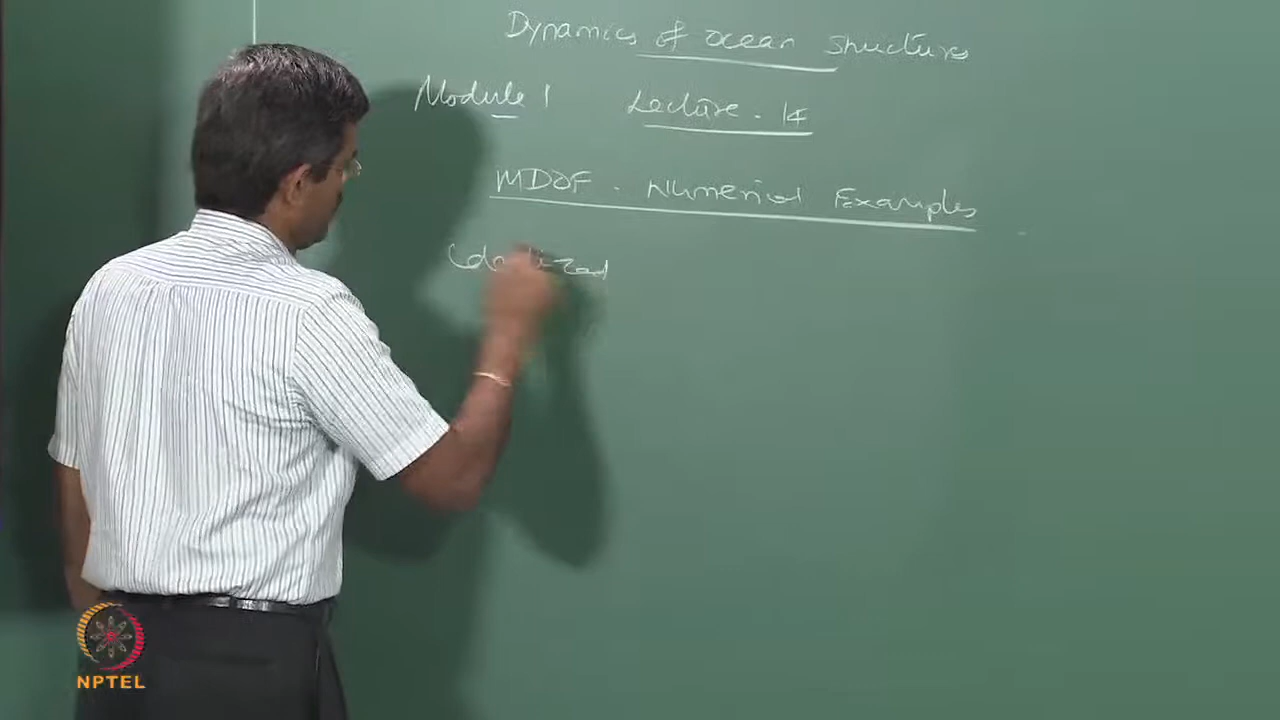 Dynamics of ocean structures
Module 1 Lecture - 14
MDOF - Numerical Examples
NPTEL